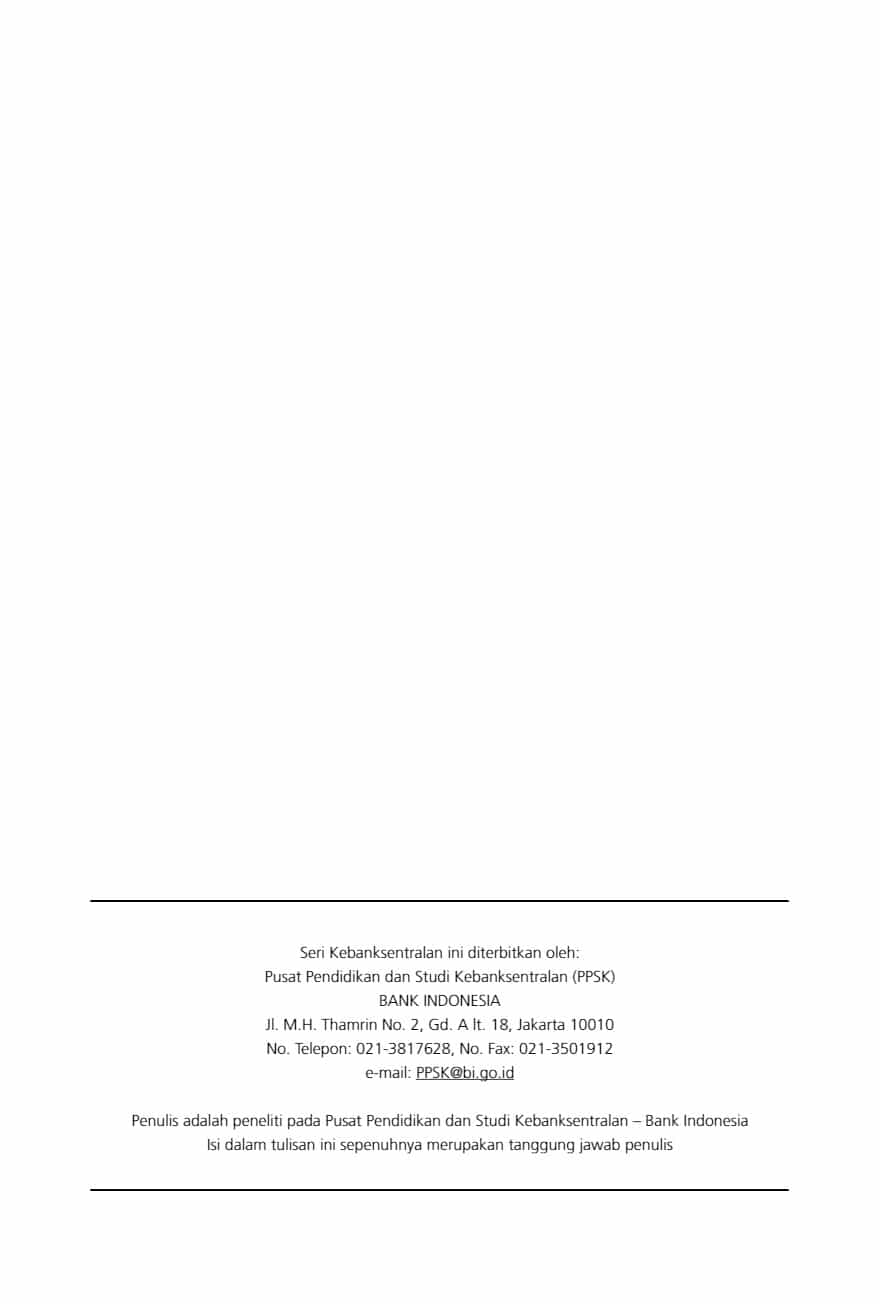 Seri Kebanksentralan ini diterbitkan oleh:
Pusat Pendidikan dan Studi Kebanksentralan (PPSK)
BANK INDONESIA
Jl. M.H. Thamrin No. 2, Gd. A lt. 18, Jakarta 10010
No. Telepon: 021-3817628, No. Fax: 021-3501912
e-mail: PPSK@bi.go.id
Penulis adalah peneliti pada Pusat Pendidikan dan Studi Kebanksentralan – Bank Indonesia
Isi dalam tulisan ini sepenuhnya merupakan tanggung jawab penulis